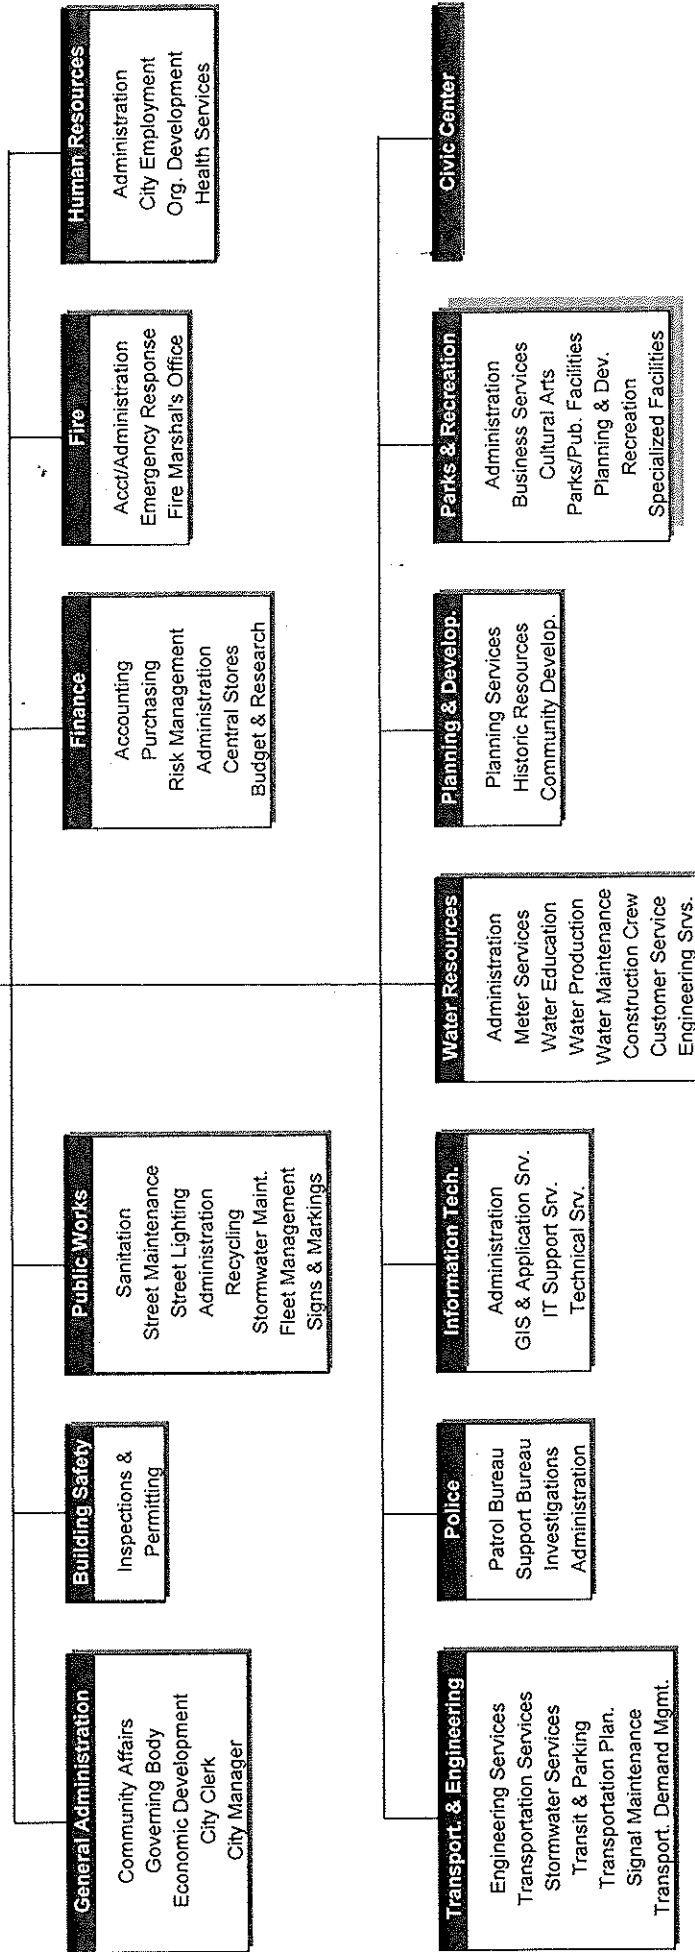 General Administration
Community Affairs
Governing Body
Economic Development
City Clerk
City Manager
Building Safety
Inspections &
Permitting
Public Works
Sanitation
Street Maintenance
Street Lighting
Administration
Recycling
Stormwater Maint.
Fleet Management
Signs & Markings
Finance
Accounting
Purchasing
Risk Management
Administration
Central Stores
Budget & Research
Fire
Acct/Administration
Emergency Response
Fire Marshal's Office
Human Resources
Administration
City Employment
Org. Development
Health Services
Transport. & Engineering
Engineering Services
Transportation Services
Stormwater Services
Transit & Parking
Transportation Plan.
Signal Maintenance
Transport. Demand Mgmt.
Police
Patrol Bureau
Support Bureau
Investigations
Administration
Information Tech.
Administration
GIS & Application Srv.
IT Support Srv.
Technical Srv.
Water Resources
Administration
Meter Services
Water Education
Water Production
Water Maintenance
Construction Crew
Customer Service
Engineering Srvs.
Planning & Develop.
Planning Services
Historic Resources
Community Develop.
Parks & Recreation
Administration
Business Services
Cultural Arts
Parks/Pub. Facilities
Planning & Dev.
Recreation
Specialized Facilities
Civic Center